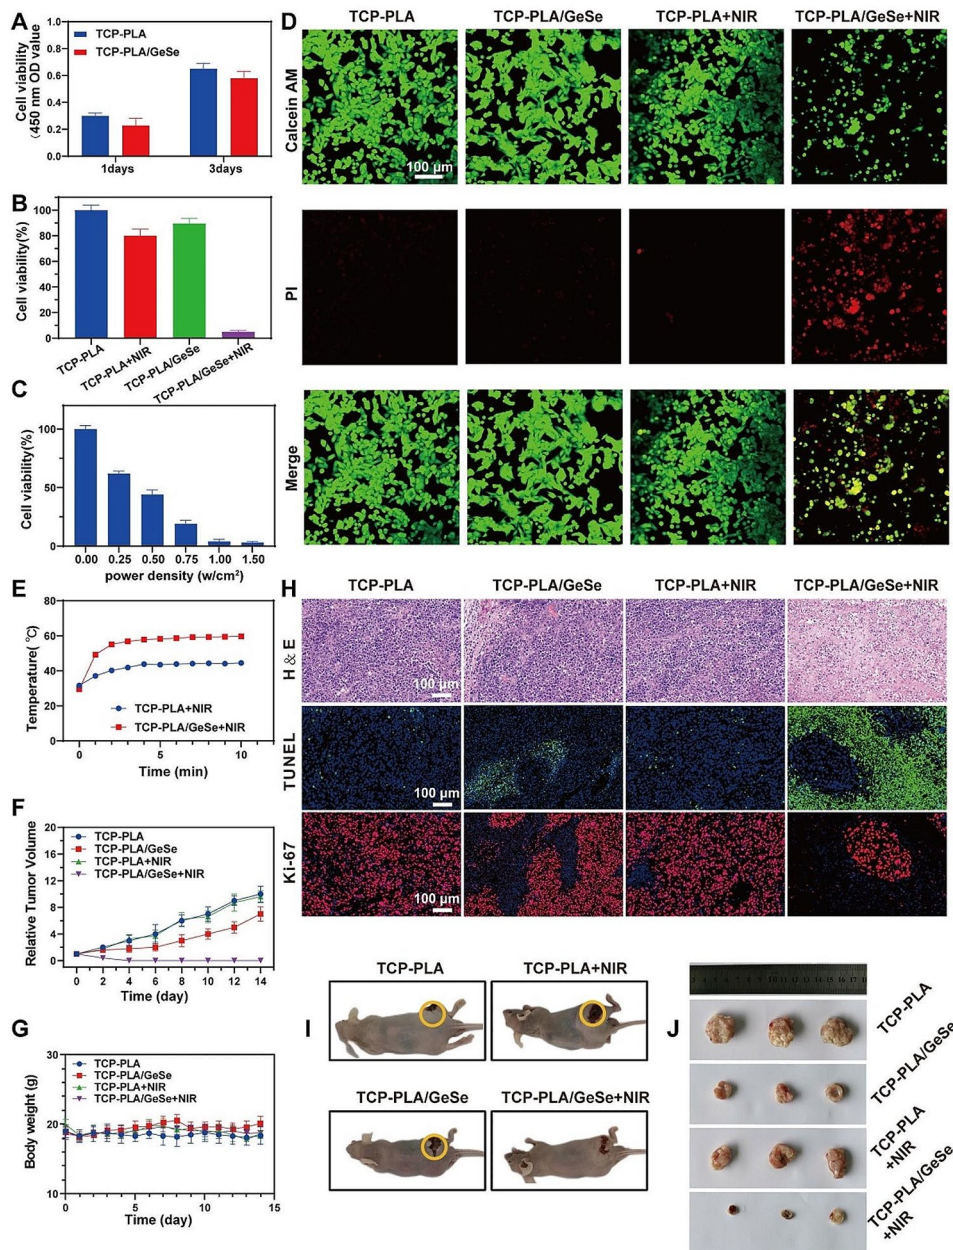 A
Cell viability
(450 nm OD value
1.0
0.8
0.6
0.4
0.2
0.0
TCP-PLA
TCP-PLA/GeSe
1days
3days
B
Cell viability(%)
100
80
60
40
20
0
TCP-PLA
TCP-PLA+NIR
TCP-PLA/GeSe
TCP-PLA/GeSe+NIR
C
Cell viability(%)
100
50
0
0.00 0.25 0.50 0.75 1.00 1.50
power density (w/cm²)
D
TCP-PLA TCP-PLA/GeSe TCP-PLA+NIR TCP-PLA/GeSe+NIR
Calcein AM
100 μm
PI
Merge
E
Temperature( °C)
80
60
40
20
0
TCP-PLA+NIR
TCP-PLA/GeSe+NIR
0 5 10
Time (min)
F
Relative Tumor Volume
20
16
12
8
4
0
TCP-PLA
TCP-PLA/GeSe
TCP-PLA+NIR
TCP-PLA/GeSe+NIR
0 2 4 6 8 10 12 14
Time (day)
G
Body weight (g)
30
20
10
TCP-PLA
TCP-PLA/GeSe
TCP-PLA+NIR
TCP-PLA/GeSe+NIR
0 5 10 15
Time (day)
H
TCP-PLA TCP-PLA/GeSe TCP-PLA+NIR TCP-PLA/GeSe+NIR
H & E
100 μm
TUNEL
100 μm
Ki-67
100 μm
I
TCP-PLA TCP-PLA+NIR
TCP-PLA/GeSe TCP-PLA/GeSe+NIR
J
TCP-PLA
TCP-PLA/GeSe
TCP-PLA
+NIR
TCP-PLA/GeSe
+NIR